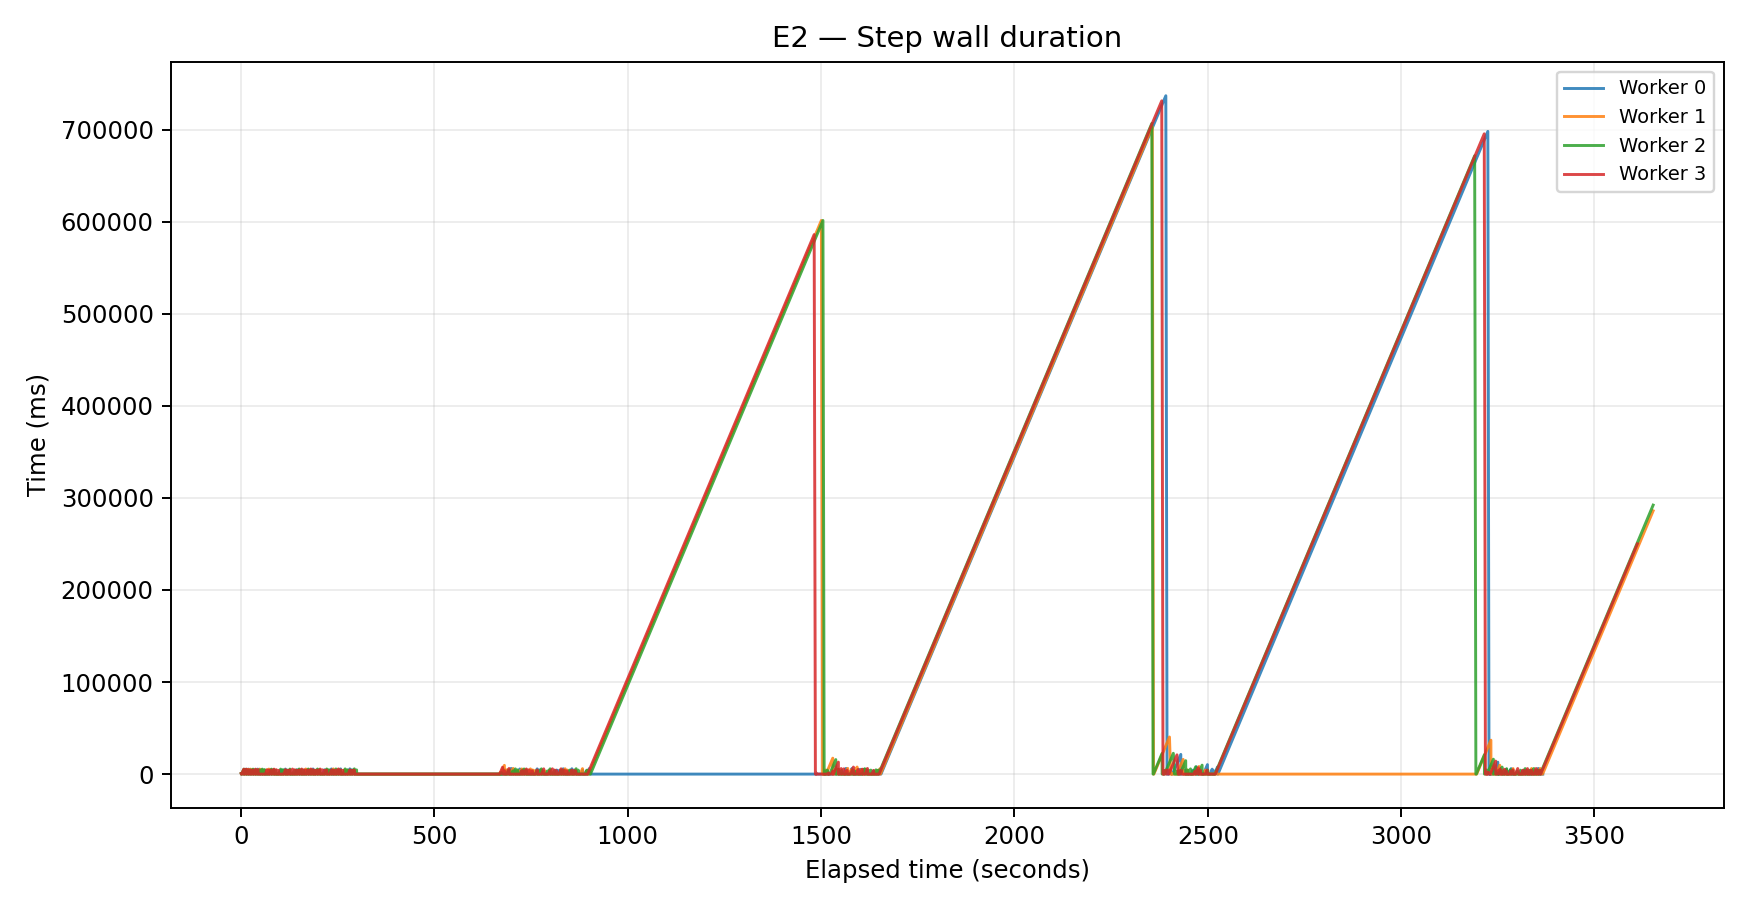 E2 — Step wall duration
Time (ms)
700000
600000
500000
400000
300000
200000
100000
0
0 500 1000 1500 2000 2500 3000 3500
Elapsed time (seconds)
Worker 0
Worker 1
Worker 2
Worker 3